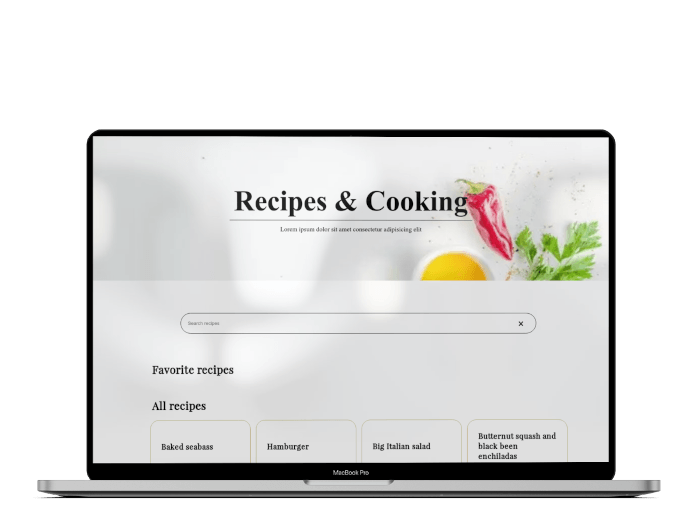 Recipes & Cooking
Lorem ipsum dolor sit amet consectetur adipisicing elit
Search recipes
Favorite recipes
All recipes
Baked seabass
Hamburger
Big Italian salad
Butternut squash and
black been
enchiladas
MacBook Pro